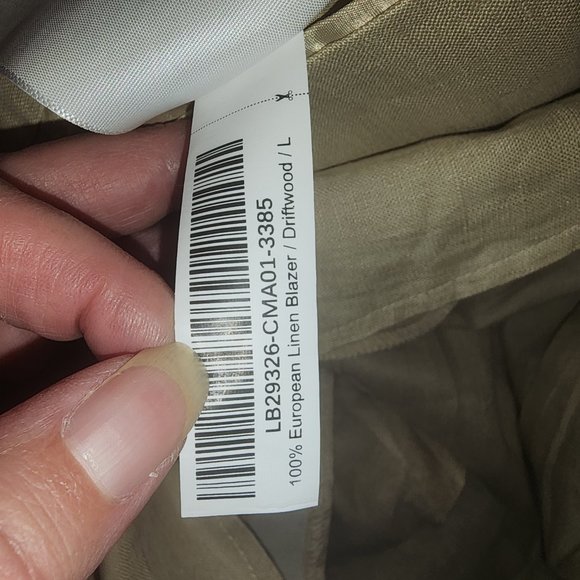 LB29326-CMA01-3385
100% European Linen Blazer / Driftwood / L